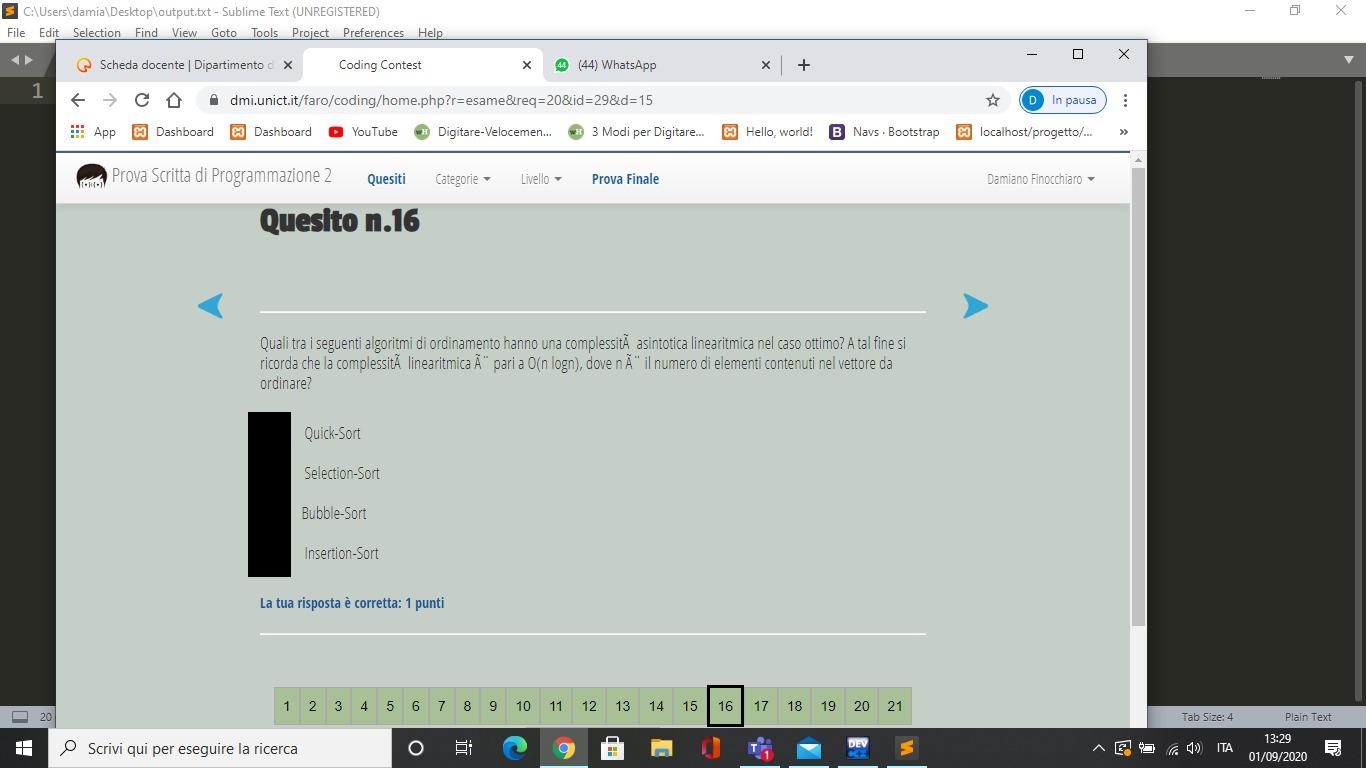 C:\Users\damia\Desktop\output.txt - Sublime Text (UNREGISTERED)
File Edit Selection Find View Goto Tools Project Preferences Help
Scheda docente | Dipartimento d
Coding Contest
(44) WhatsApp
1
dmi.unict.it/faro/coding/home.php?r=esame&req=20&id=29&d=15
D In pausa
App Dashboard Dashboard YouTube Digitare-Velocemen... 3 Modi per Digitare... Hello, world! B Navs · Bootstrap localhost/progetto/... »
Prova Scritta di Programmazione 2 Quesiti Categorie Livello Prova Finale Damiano Finocchiaro
Quesito n.16
Quali tra i seguenti algoritmi di ordinamento hanno una complessitÃ asintotica linearitmica nel caso ottimo? A tal fine si
ricorda che la complessitÃ linearitmica Ã¨ pari a O(n logn), dove n Ã¨ il numero di elementi contenuti nel vettore da
ordinare?
Quick-Sort
Selection-Sort
Bubble-Sort
Insertion-Sort
La tua risposta è corretta: 1 punti
1 2 3 4 5 6 7 8 9 10 11 12 13 14 15 16 17 18 19 20 21
20
Tab Size: 4 Plain Text
Scrivi qui per eseguire la ricerca
1
DEV
ITA
13:29
01/09/2020